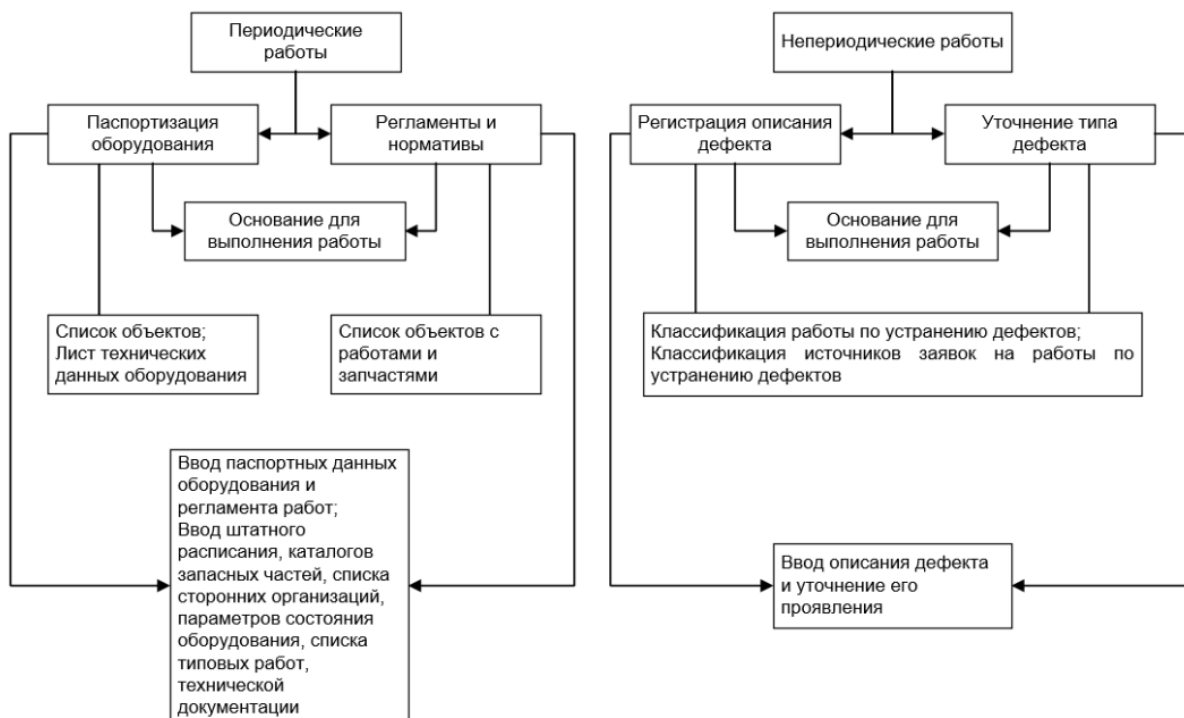 Периодические
работы
Непериодические работы
Паспортизация
оборудования
Регламенты и
нормативы
Регистрация описания
дефекта
Уточнение типа
дефекта
Основание для
выполнения работы
Основание для
выполнения работы
Список объектов;
Лист технических
данных оборудования
Список объектов с
работами и
запчастями
Классификация работы по устранению дефектов;
Классификация источников заявок на работы по
устранению дефектов
Ввод паспортных данных
оборудования и
регламента работ;
Ввод штатного
расписания, каталогов
запасных частей, списка
сторонних организаций,
параметров состояния
оборудования, списка
типовых работ,
технической
документации
Ввод описания дефекта
и уточнение его
проявления